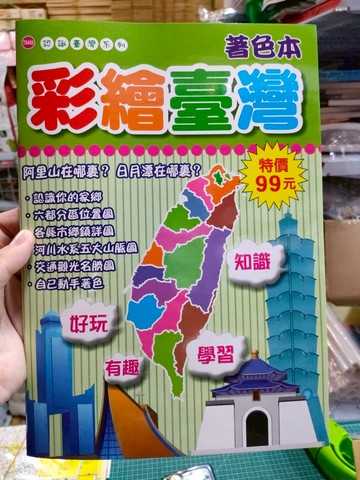 認識臺灣系列
著色本
彩繪臺灣
阿里山在哪裏？ 日月潭在哪裏？
特價
99元
・認識你的家鄉
・六都分區位置圖
・各縣市鄉鎮詳圖
・河川水系五大山脈圖
・交通觀光名勝圖
・自己動手著色
知識
好玩
學習
有趣